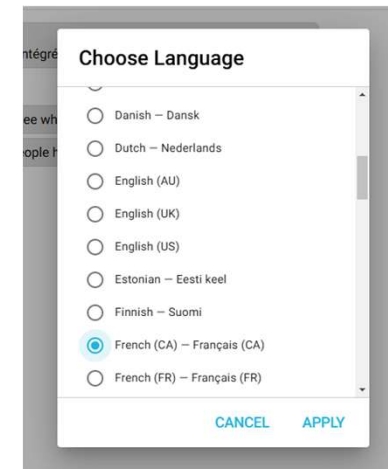 ntégré
Choose Language
ee wh
ople h
Danish — Dansk
Dutch — Nederlands
English (AU)
English (UK)
English (US)
Estonian — Eesti keel
Finnish — Suomi
French (CA) — Français (CA)
French (FR) — Français (FR)
CANCEL APPLY